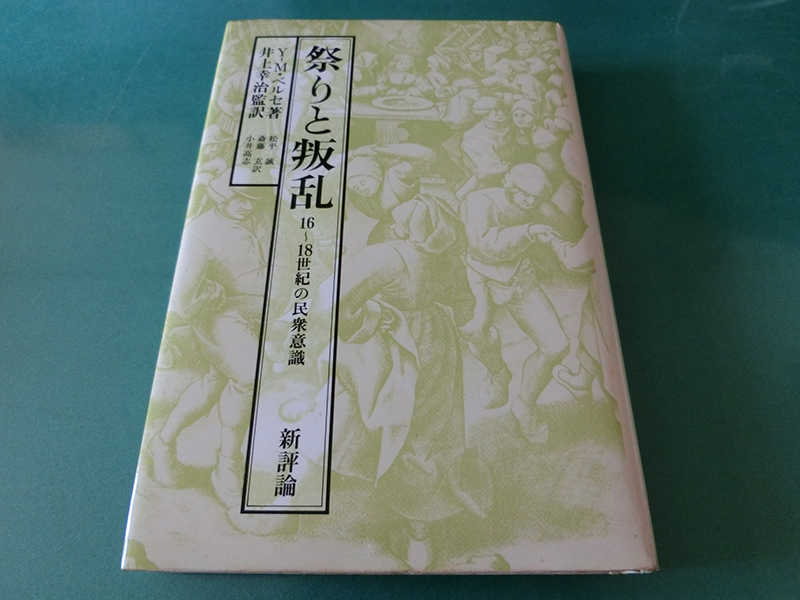 祭りと叛乱
16~18世紀の民衆意識
新評論
Y=M・ベルセ著
井上幸治監訳
松平 誠
斎藤 玄訳
小井高志